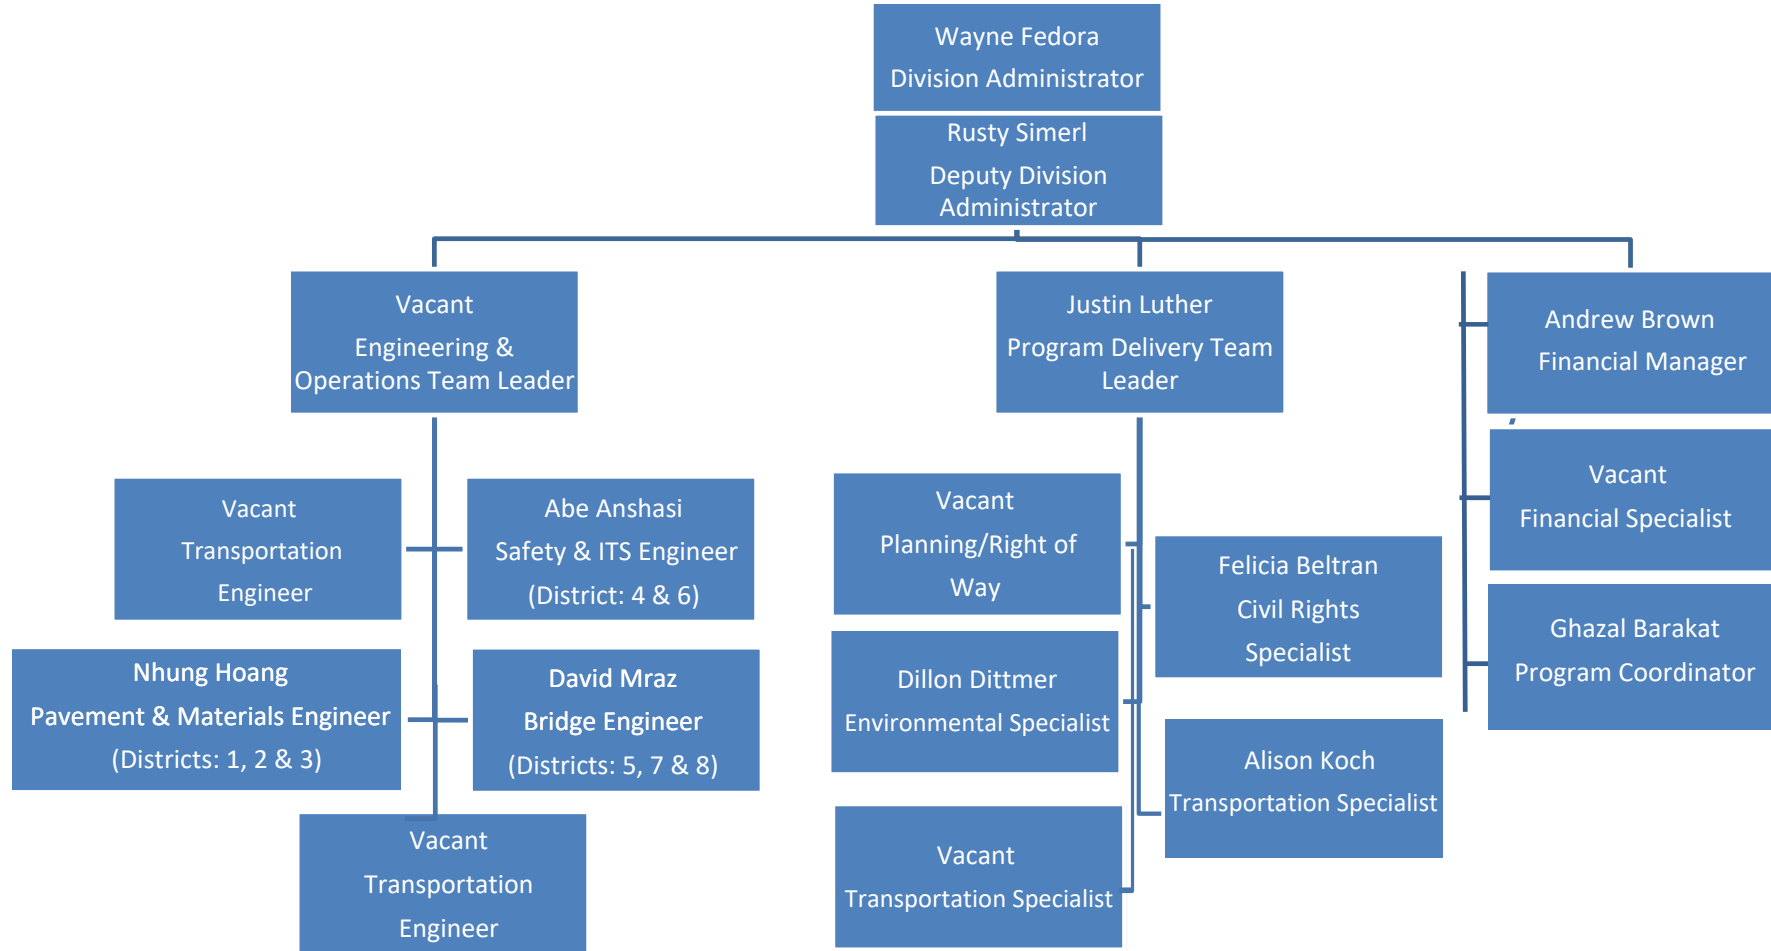 Wayne Fedora
Division Administrator
Rusty Simerl
Deputy Division
Administrator
Vacant
Engineering &
Operations Team Leader
Justin Luther
Program Delivery Team
Leader
Andrew Brown
Financial Manager
Vacant
Financial Specialist
Ghazal Barakat
Program Coordinator
Vacant
Transportation
Engineer
Abe Anshasi
Safety & ITS Engineer
(District: 4 & 6)
Nhung Hoang
Pavement & Materials Engineer
(Districts: 1, 2 & 3)
David Mraz
Bridge Engineer
(Districts: 5, 7 & 8)
Vacant
Transportation
Engineer
Vacant
Planning/Right of
Way
Felicia Beltran
Civil Rights
Specialist
Dillon Dittmer
Environmental Specialist
Alison Koch
Transportation Specialist
Vacant
Transportation Specialist